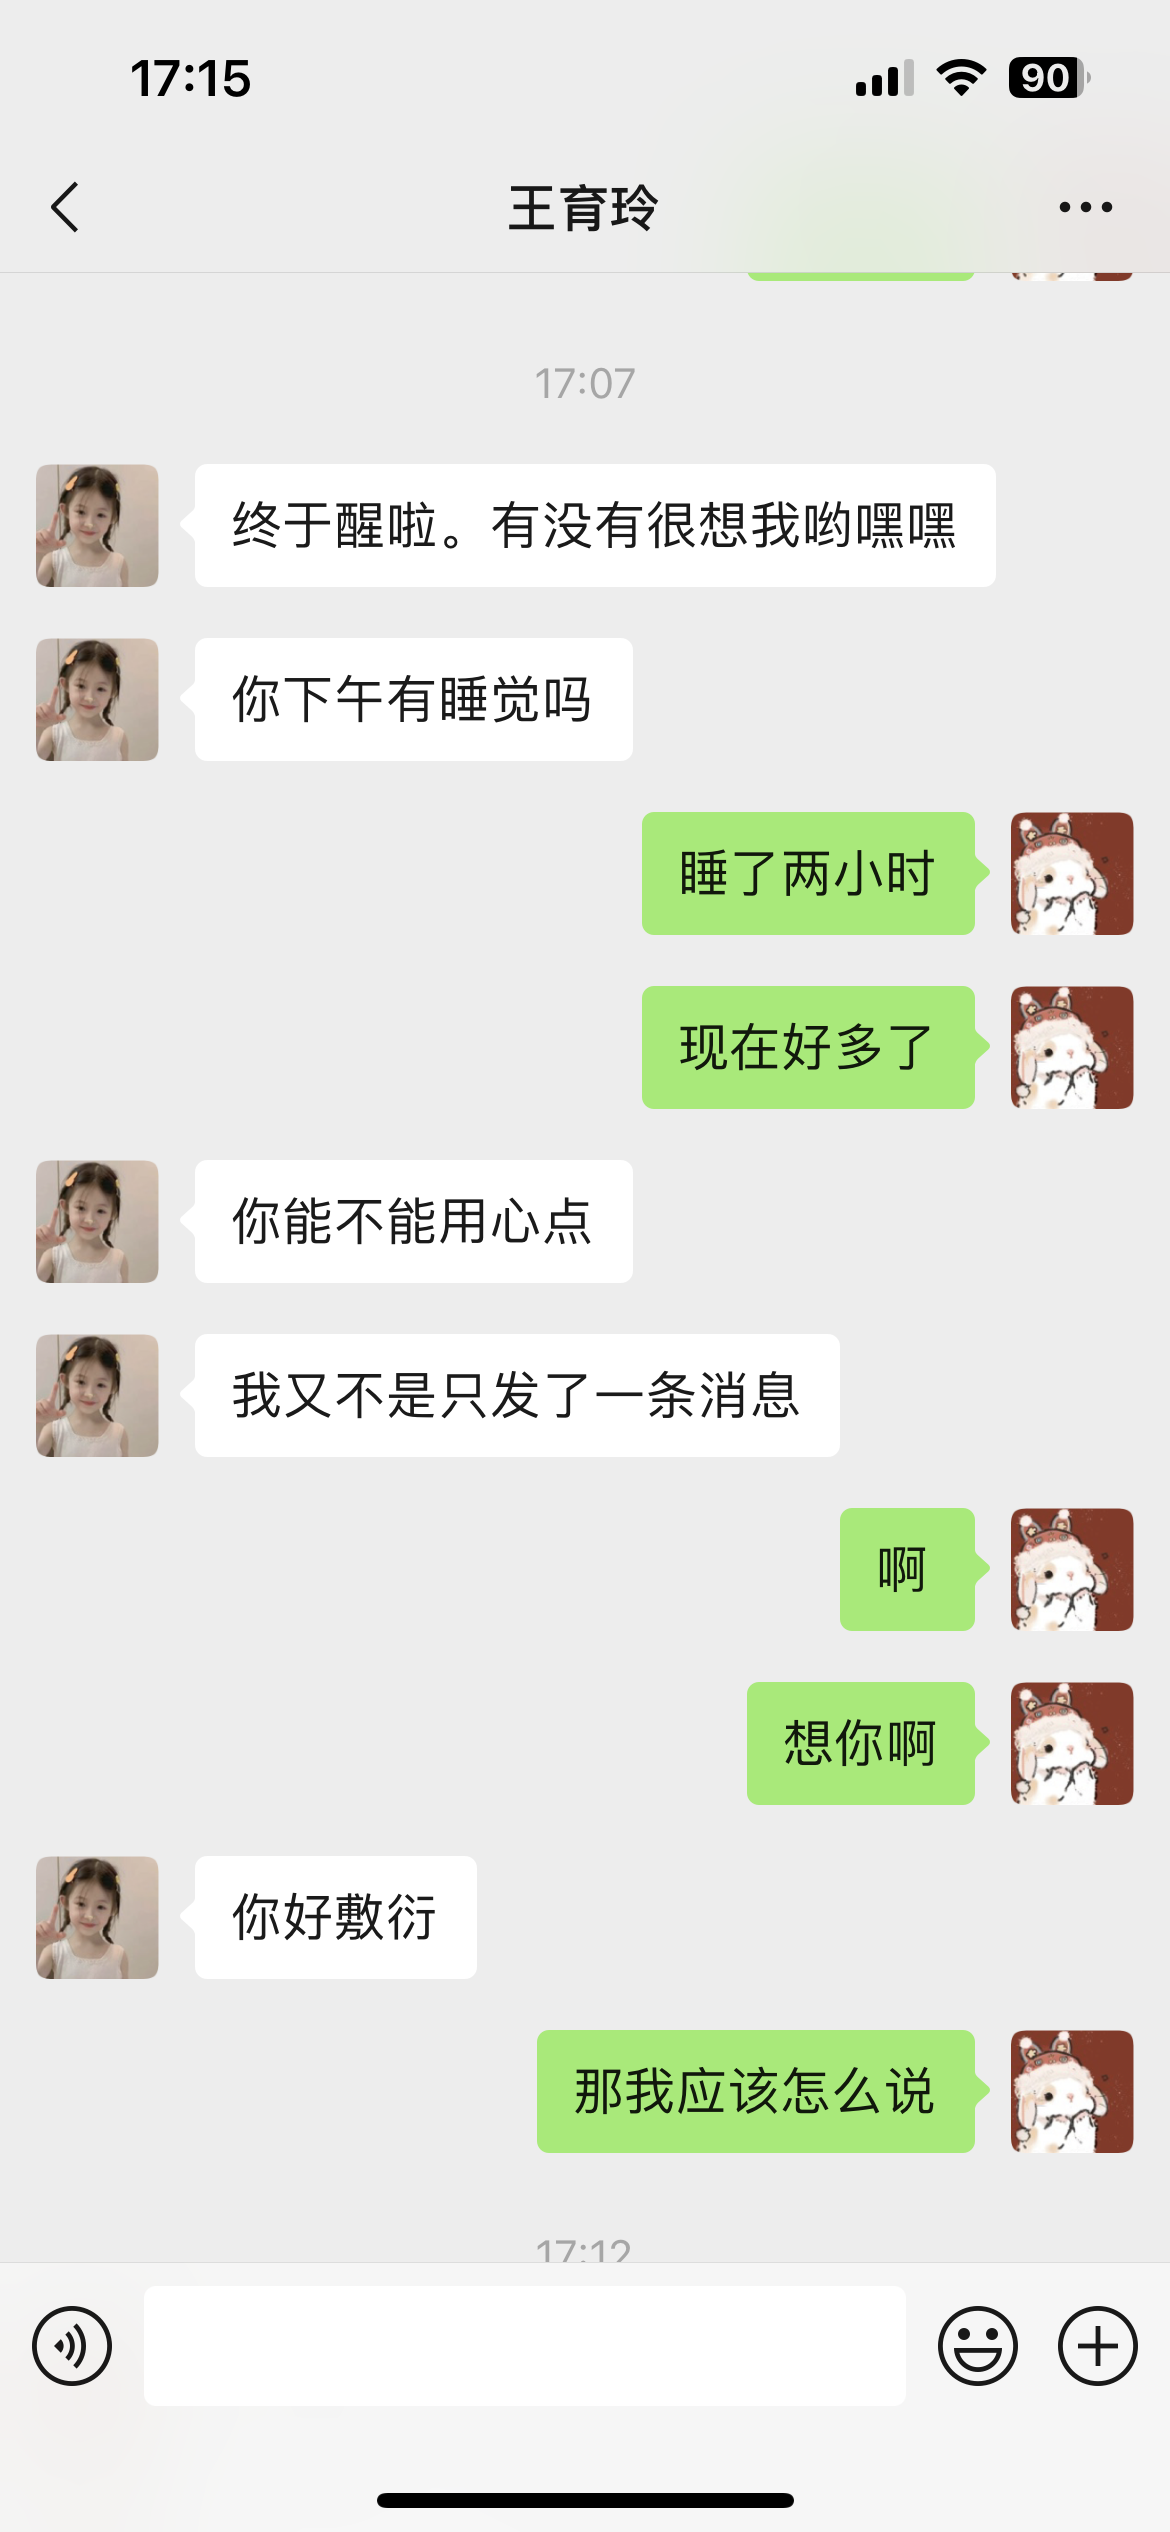 17:15
90
王育玲
17:07
终于醒啦。有没有很想我哟嘿嘿
你下午有睡觉吗
睡了两小时
现在好多了
你能不能用心点
我又不是只发了一条消息
啊
想你啊
你好敷衍
那我应该怎么说
17:12